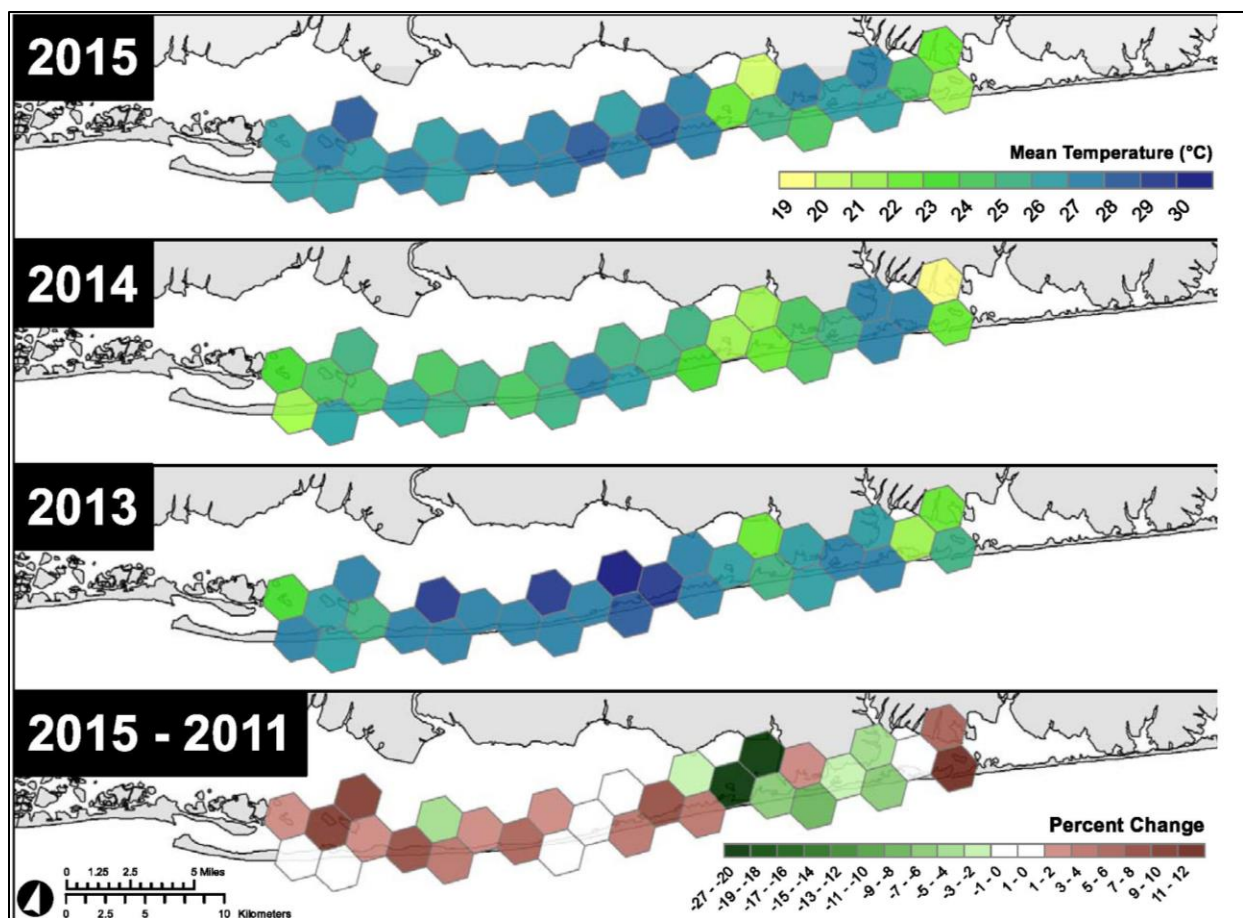 2015
Mean Temperature (°C)
19 20 21 22 23 24 25 26 27 28 29 30
2014
2013
2015 - 2011
Percent Change
-27 - -20 -19 - -18 -17 - -16 -15 - -14 -13 - -12 -11 - -10 -9 - -8 -7 - -6 -5 - -4 -3 - -2 -1 - 0 1 - 0 1 - 2 3 - 4 5 - 6 7 - 8 9 - 10 11 - 12
0 1.25 2.5 5 Miles
0 2.5 5 10 Kilometers